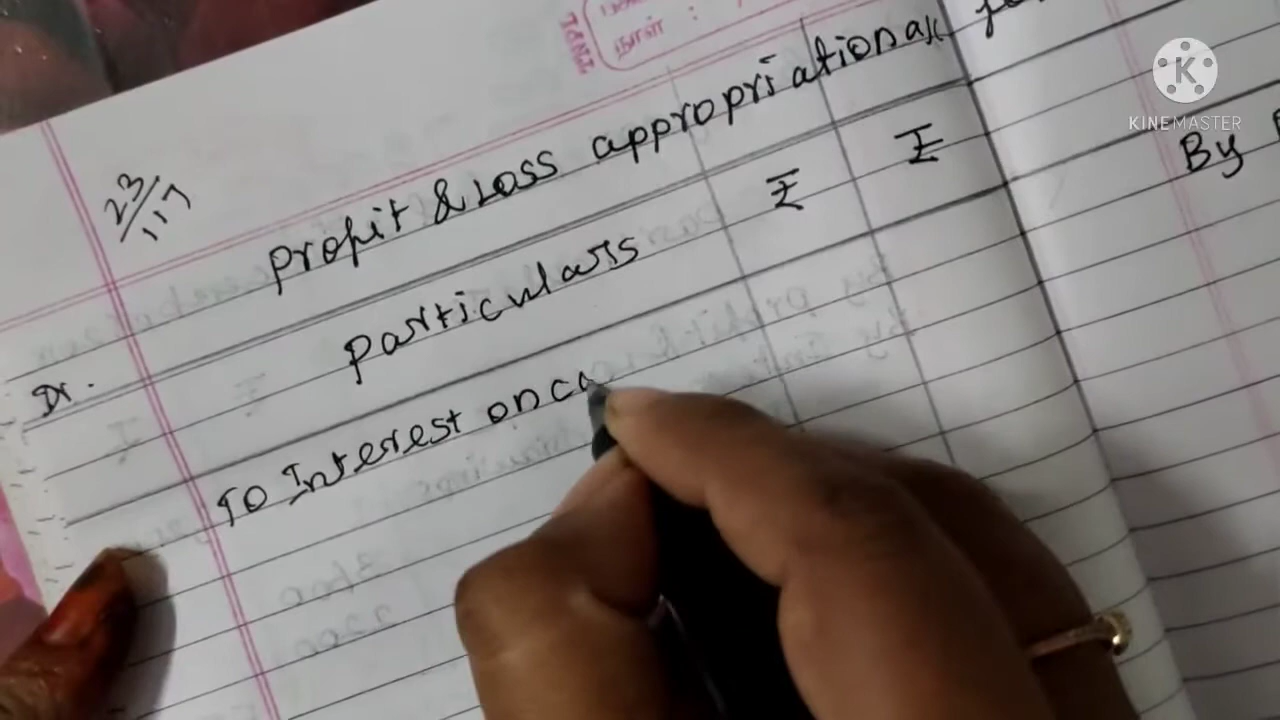 23/117
profit & Loss appropriation a/c
Dr.
particulars
₹
₹
By
To Interest on ca
KINEMASTER